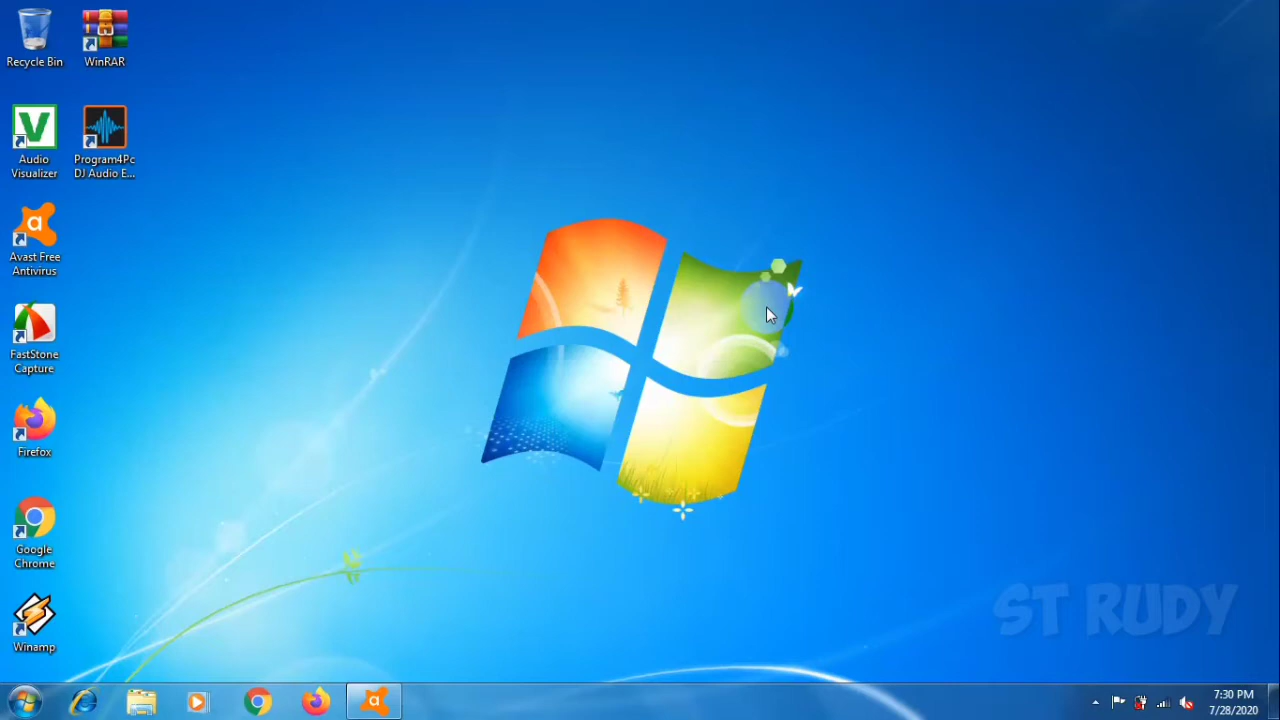 Recycle Bin
WinRAR
Audio
Visualizer
Program4Pc
DJ Audio E...
Avast Free
Antivirus
FastStone
Capture
Firefox
Google
Chrome
Winamp
ST RUDY
7:30 PM
7/28/2020